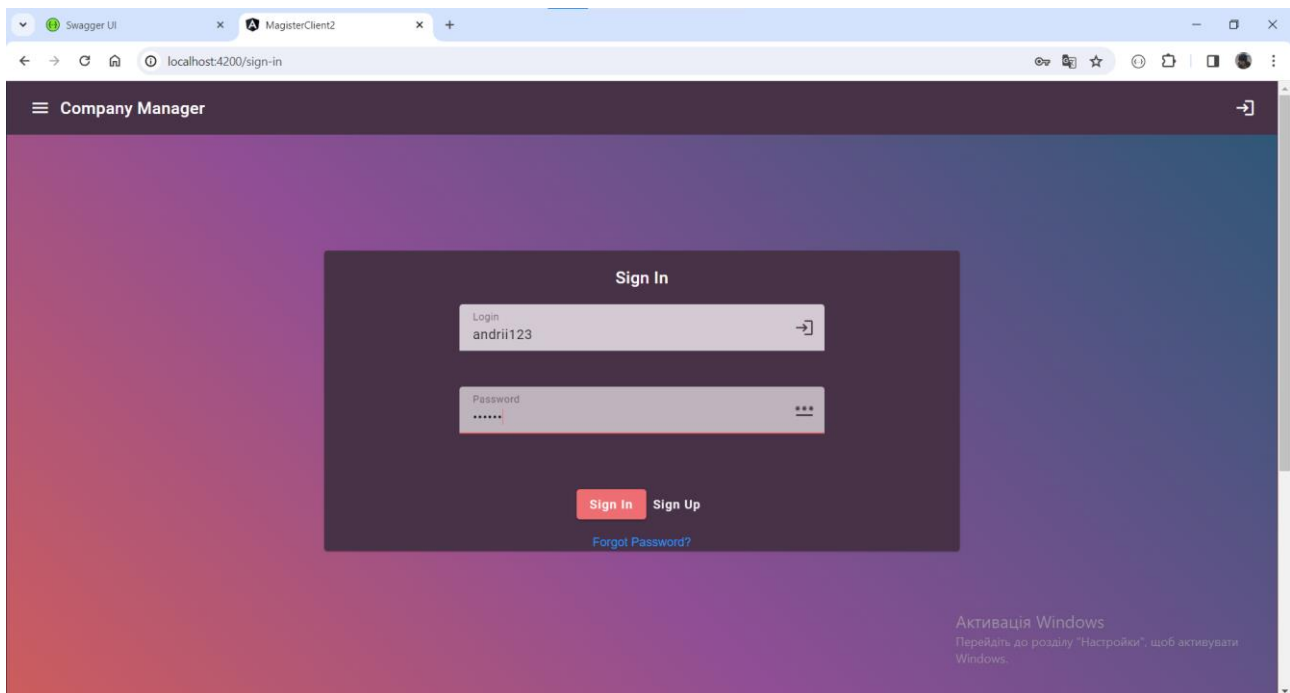 Swagger UI
MagisterClient2
localhost:4200/sign-in
Company Manager
Sign In
Login
andrii123
Password
••••••
Sign In Sign Up
Forgot Password?
Активація Windows
Перейдіть до розділу "Настройки", щоб активувати
Windows.